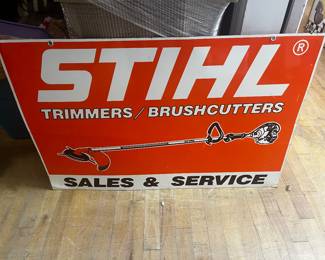 STIHL®
TRIMMERS/BRUSHCUTTERS
SALES & SERVICE